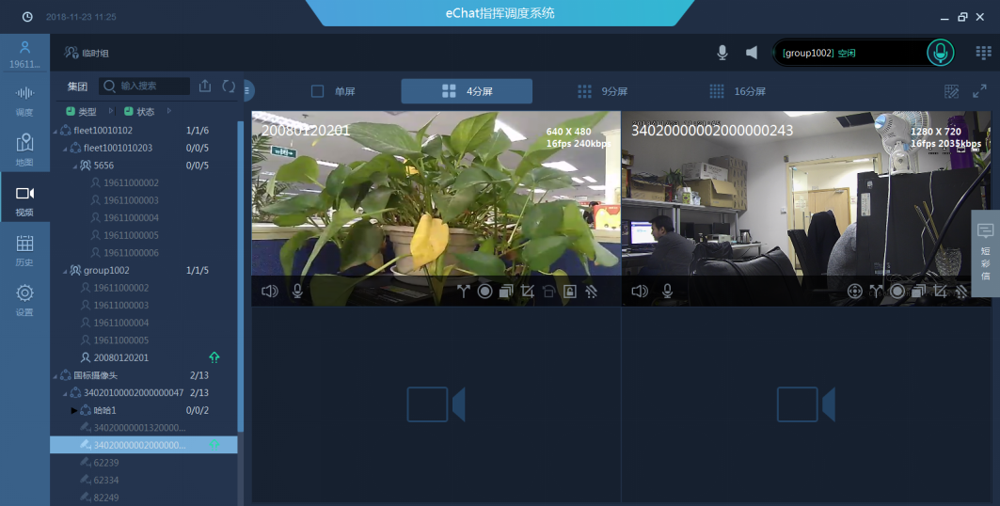 eChat指挥调度系统
2018-11-23 11:25
19611...
临时组
[group1002] 空闲
调度
地图
视频
历史
设置
集团
输入搜索
类型
状态
单屏
4分屏
9分屏
16分屏
fleet10010102 1/1/6
fleet1001010203 0/0/5
5656 0/0/5
19611000002
19611000003
19611000004
19611000005
19611000006
group1002 1/1/5
19611000002
19611000003
19611000004
19611000005
20080120201
国标摄像头 2/13
34020100002000000047 2/13
哈哈1 0/0/2
34020000001320000...
34020000002000000...
62239
62334
82249
20080120201
640 X 480
16fps 240kbps
34020000002000000243
1280 X 720
16fps 2035kbps
短彩信